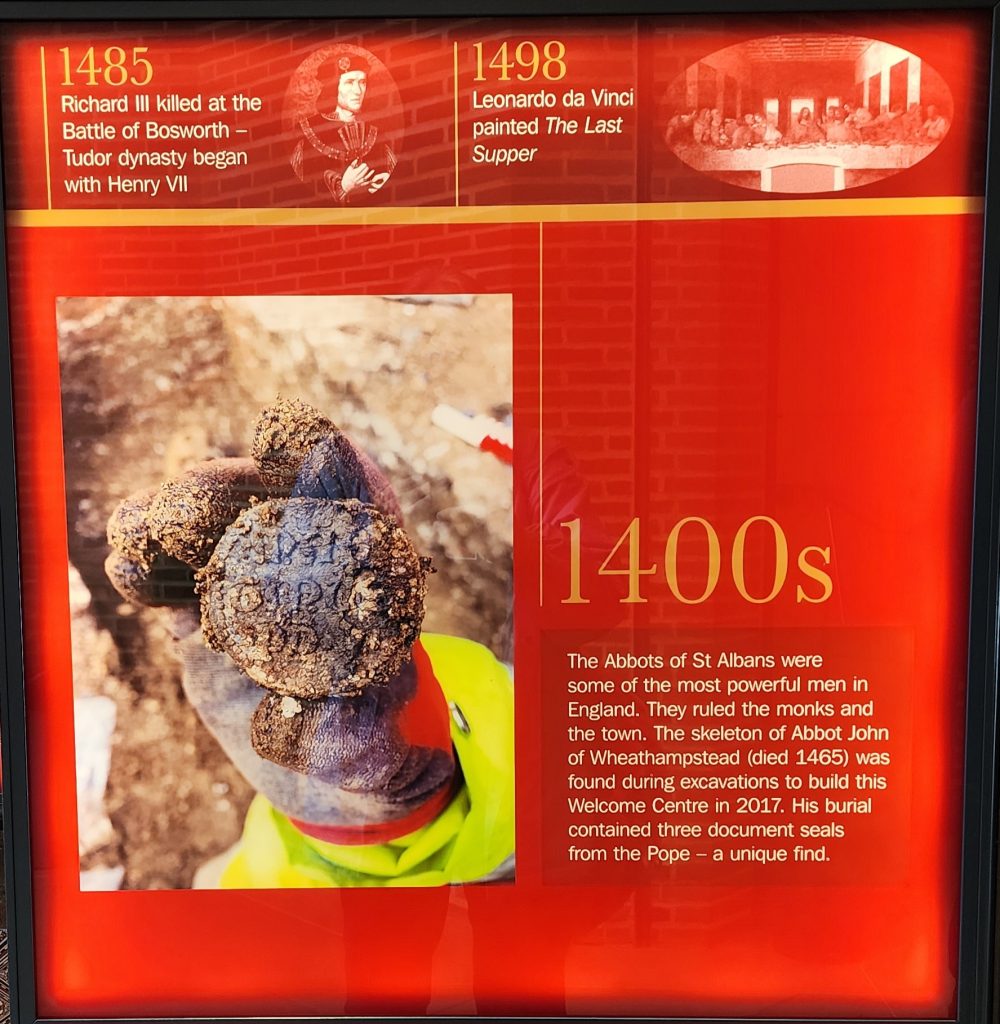 1485
Richard III killed at the
Battle of Bosworth –
Tudor dynasty began
with Henry VII
1498
Leonardo da Vinci
painted The Last
Supper
1400s
The Abbots of St Albans were
some of the most powerful men in
England. They ruled the monks and
the town. The skeleton of Abbot John
of Wheathampstead (died 1465) was
found during excavations to build this
Welcome Centre in 2017. His burial
contained three document seals
from the Pope – a unique find.